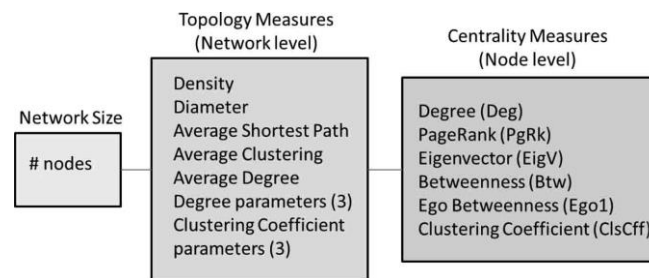 Topology Measures
(Network level)
Centrality Measures
(Node level)
Network Size
# nodes
Density
Diameter
Average Shortest Path
Average Clustering
Average Degree
Degree parameters (3)
Clustering Coefficient
parameters (3)
Degree (Deg)
PageRank (PgRk)
Eigenvector (EigV)
Betweenness (Btw)
Ego Betweenness (Ego1)
Clustering Coefficient (ClsCff)